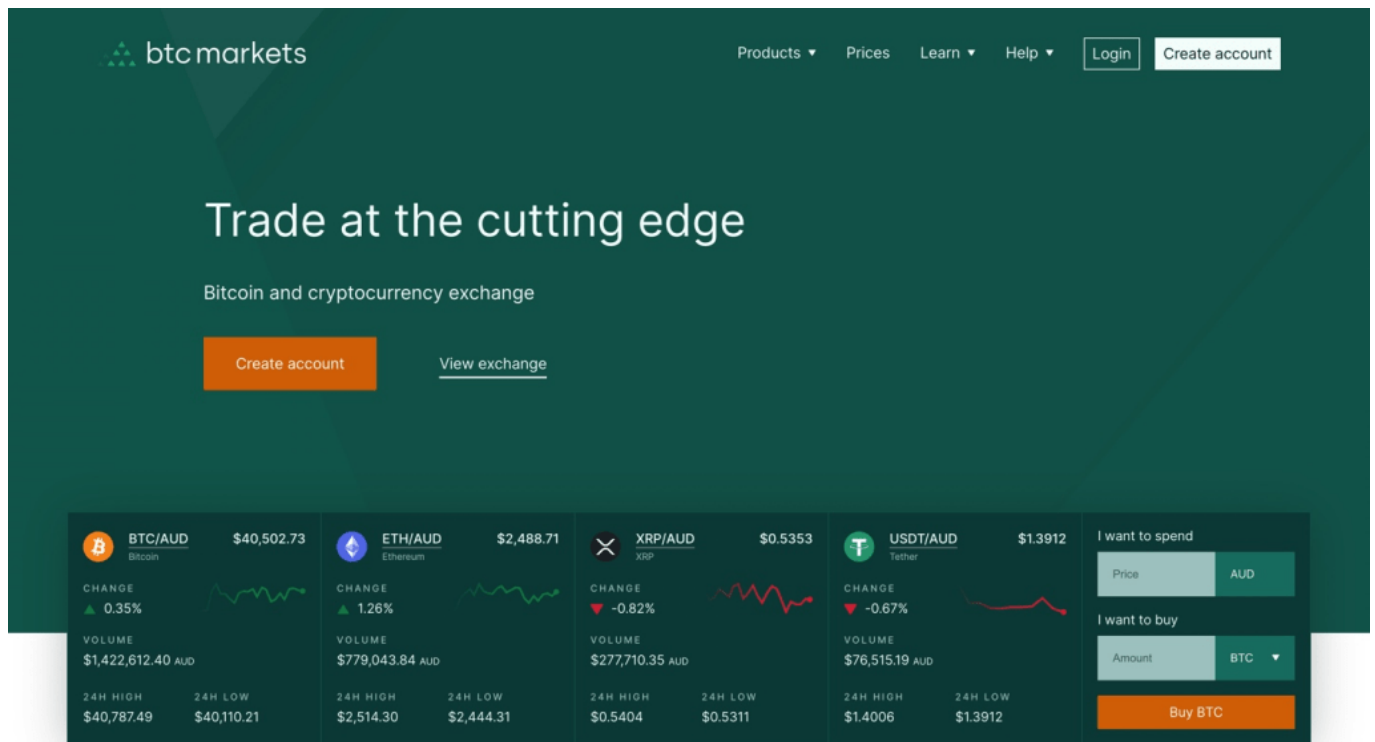 btc markets
Products ▼ Prices Learn ▼ Help ▼ Login Create account
Trade at the cutting edge
Bitcoin and cryptocurrency exchange
Create account View exchange
BTC/AUD $40,502.73
Bitcoin
CHANGE
▲ 0.35%
VOLUME
$1,422,612.40 AUD
24H HIGH 24H LOW
$40,787.49 $40,110.21
ETH/AUD $2,488.71
Ethereum
CHANGE
▲ 1.26%
VOLUME
$779,043.84 AUD
24H HIGH 24H LOW
$2,514.30 $2,444.31
XRP/AUD $0.5353
XRP
CHANGE
▼ -0.82%
VOLUME
$277,710.35 AUD
24H HIGH 24H LOW
$0.5404 $0.5311
USDT/AUD $1.3912
Tether
CHANGE
▼ -0.67%
VOLUME
$76,515.19 AUD
24H HIGH 24H LOW
$1.4006 $1.3912
I want to spend
Price AUD
I want to buy
Amount BTC ▼
Buy BTC